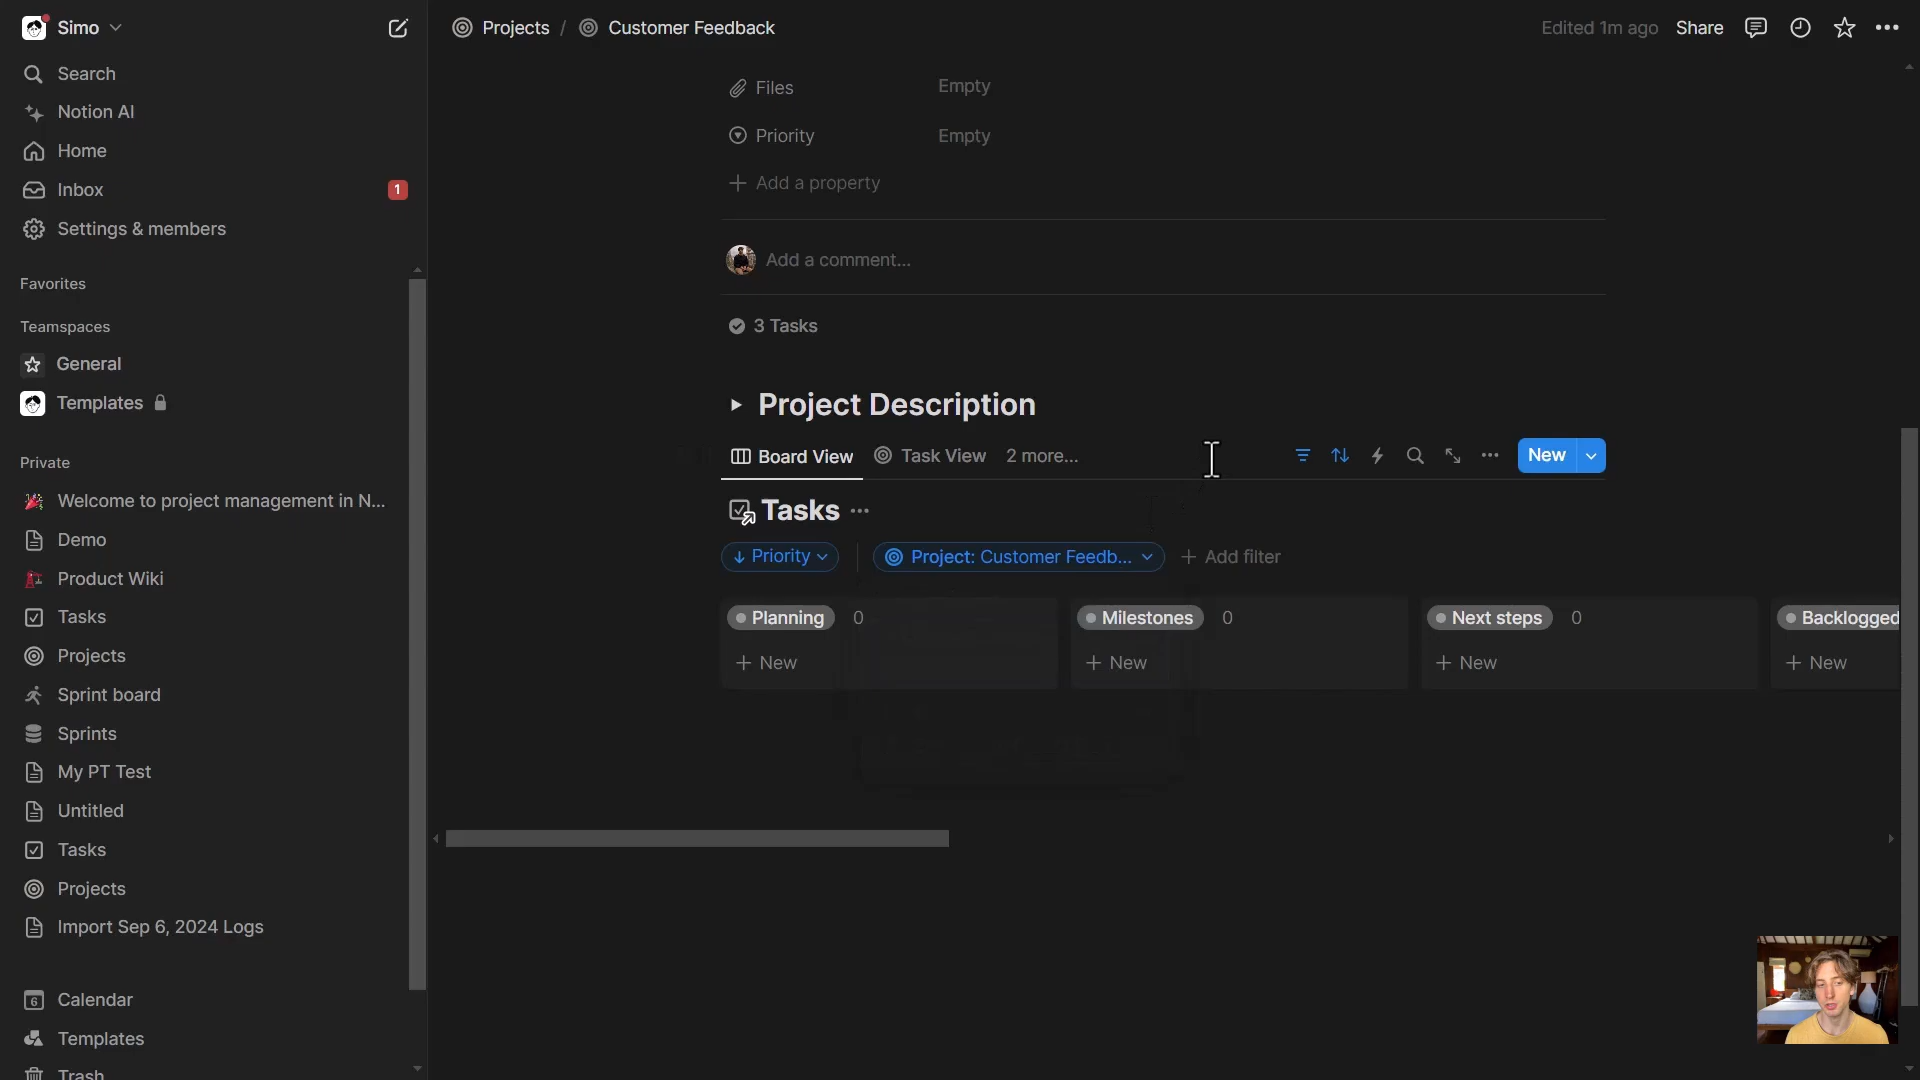 Simo
Search
Notion AI
Home
Inbox
1
Settings & members
Favorites
Teamspaces
General
Templates
Private
Welcome to project management in N...
Demo
Product Wiki
Tasks
Projects
Sprint board
Sprints
My PT Test
Untitled
Tasks
Projects
Import Sep 6, 2024 Logs
6
Calendar
Templates
Trash
Projects / Customer Feedback
Edited 1m ago
Share
Files Empty
Priority Empty
Add a property
Add a comment...
3 Tasks
Project Description
Board View Task View 2 more...
New
Tasks
Priority Project: Customer Feedb... Add filter
Planning 0 Milestones 0 Next steps 0 Backlogged
New New New New